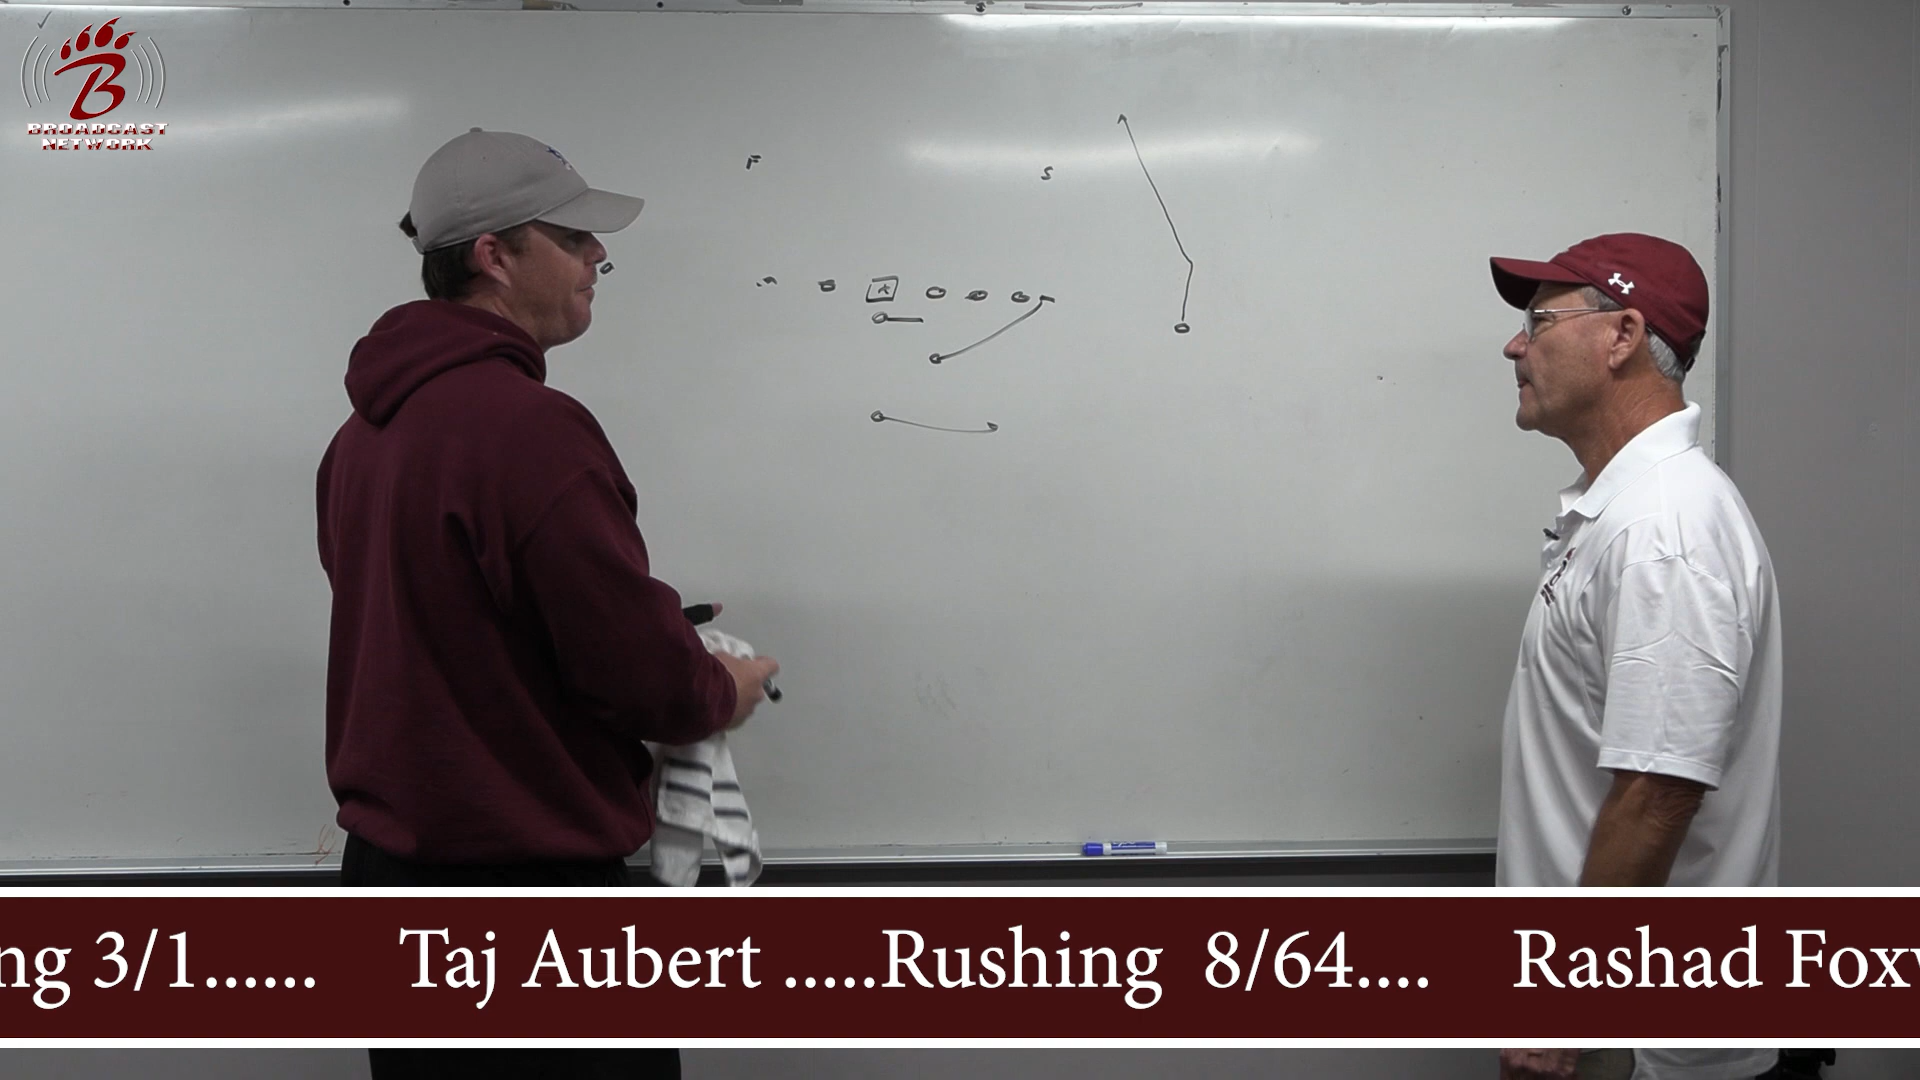 B
BROADCAST
NETWORK
F
S
ng 3/1...... Taj Aubert .....Rushing 8/64.... Rashad Foxw